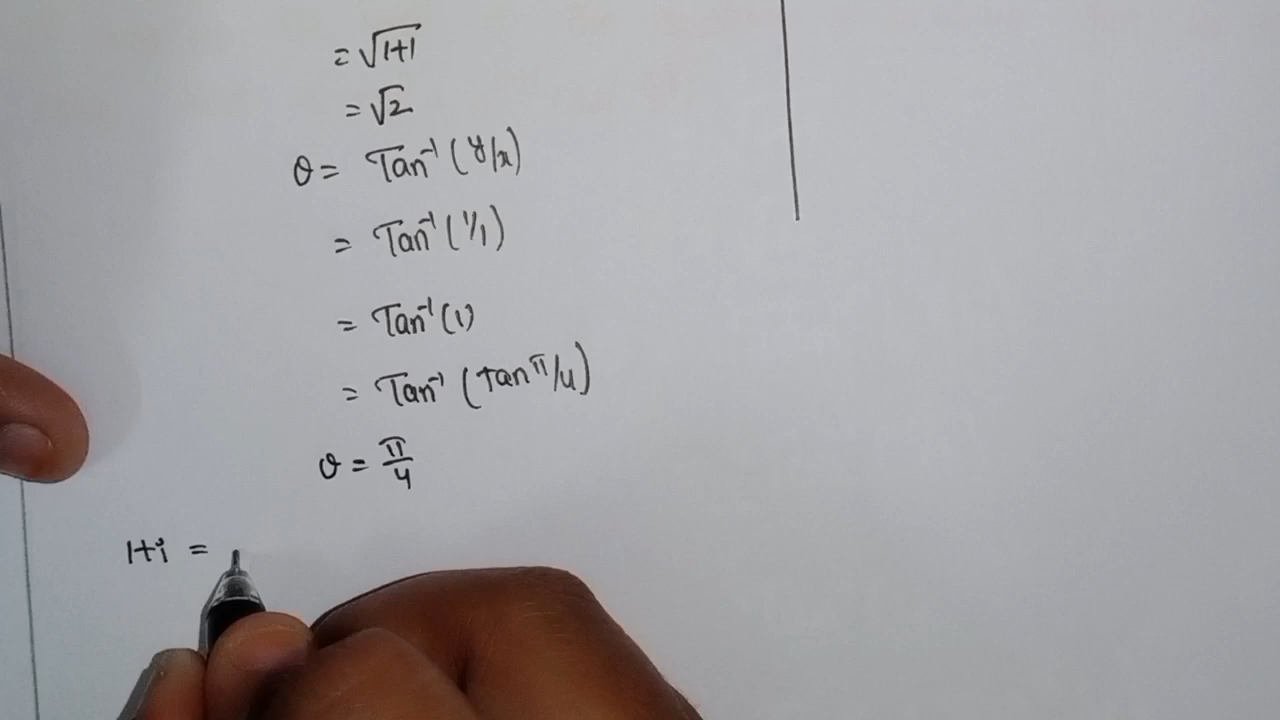 = √1+1
= √2
θ = Tan⁻¹ (y/x)
= Tan⁻¹ (1/1)
= Tan⁻¹ (1)
= Tan⁻¹ (Tan π/4)
θ = π/4
1+i =